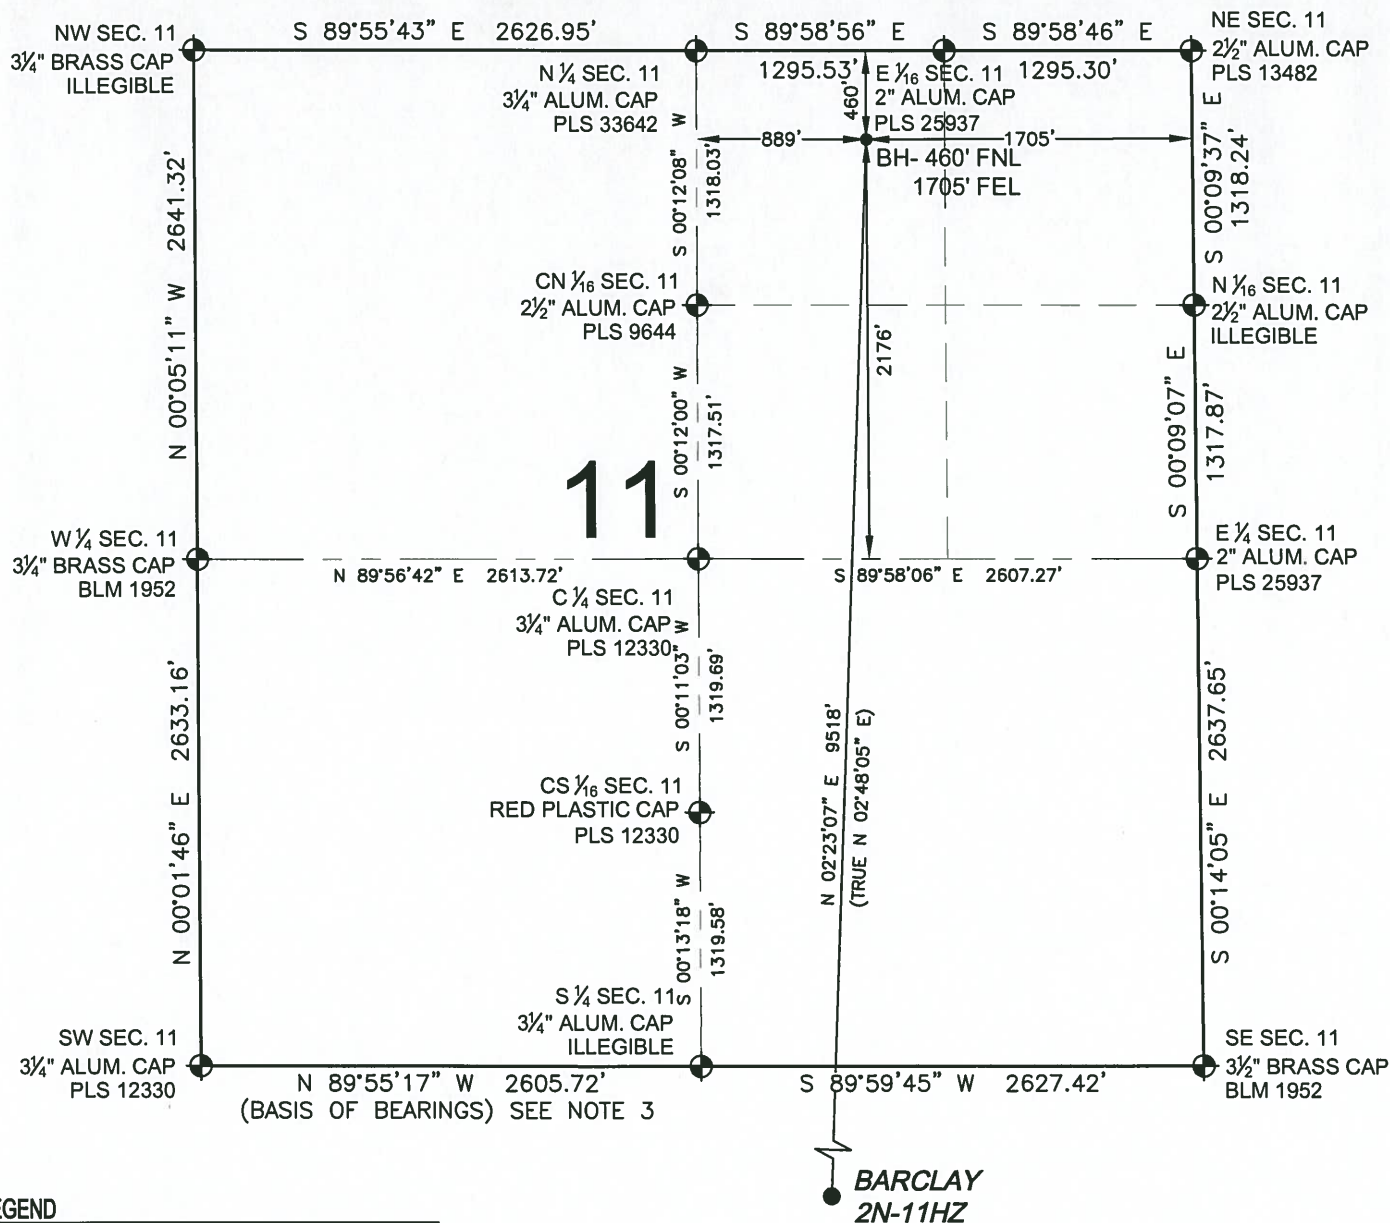 NW SEC. 11
3¼" BRASS CAP
ILLEGIBLE
S 89°55'43" E 2626.95'
S 89°58'56" E
1295.53'
S 89°58'46" E
1295.30'
NE SEC. 11
2½" ALUM. CAP
PLS 13482
N ¼ SEC. 11
3¼" ALUM. CAP
PLS 33642
E 1⁄16 SEC. 11
2" ALUM. CAP
PLS 25937
460'
889'
1705'
BH- 460' FNL
1705' FEL
N 00°05'11" W 2641.32'
S 00°12'08" W
1318.03'
S 00°09'37" E
1318.24'
CN 1⁄16 SEC. 11
2½" ALUM. CAP
PLS 9644
N 1⁄16 SEC. 11
2½" ALUM. CAP
ILLEGIBLE
2176'
S 00°12'00" W
1317.51'
S 00°09'07" E
1317.87'
11
W ¼ SEC. 11
3¼" BRASS CAP
BLM 1952
N 89°56'42" E 2613.72'
S 89°58'06" E 2607.27'
E ¼ SEC. 11
2" ALUM. CAP
PLS 25937
C ¼ SEC. 11
3¼" ALUM. CAP
PLS 12330
S 00°11'03" W
1319.69'
N 00°01'46" E 2633.16'
N 02°23'07" E 9518'
(TRUE N 02°48'05" E)
S 00°14'05" E 2637.65'
CS 1⁄16 SEC. 11
RED PLASTIC CAP
PLS 12330
S 00°13'18" W
1319.58'
S ¼ SEC. 11
3¼" ALUM. CAP
ILLEGIBLE
SW SEC. 11
3¼" ALUM. CAP
PLS 12330
N 89°55'17" W 2605.72'
(BASIS OF BEARINGS) SEE NOTE 3
S 89°59'45" W 2627.42'
SE SEC. 11
3½" BRASS CAP
BLM 1952
BARCLAY
2N-11HZ
EGEND